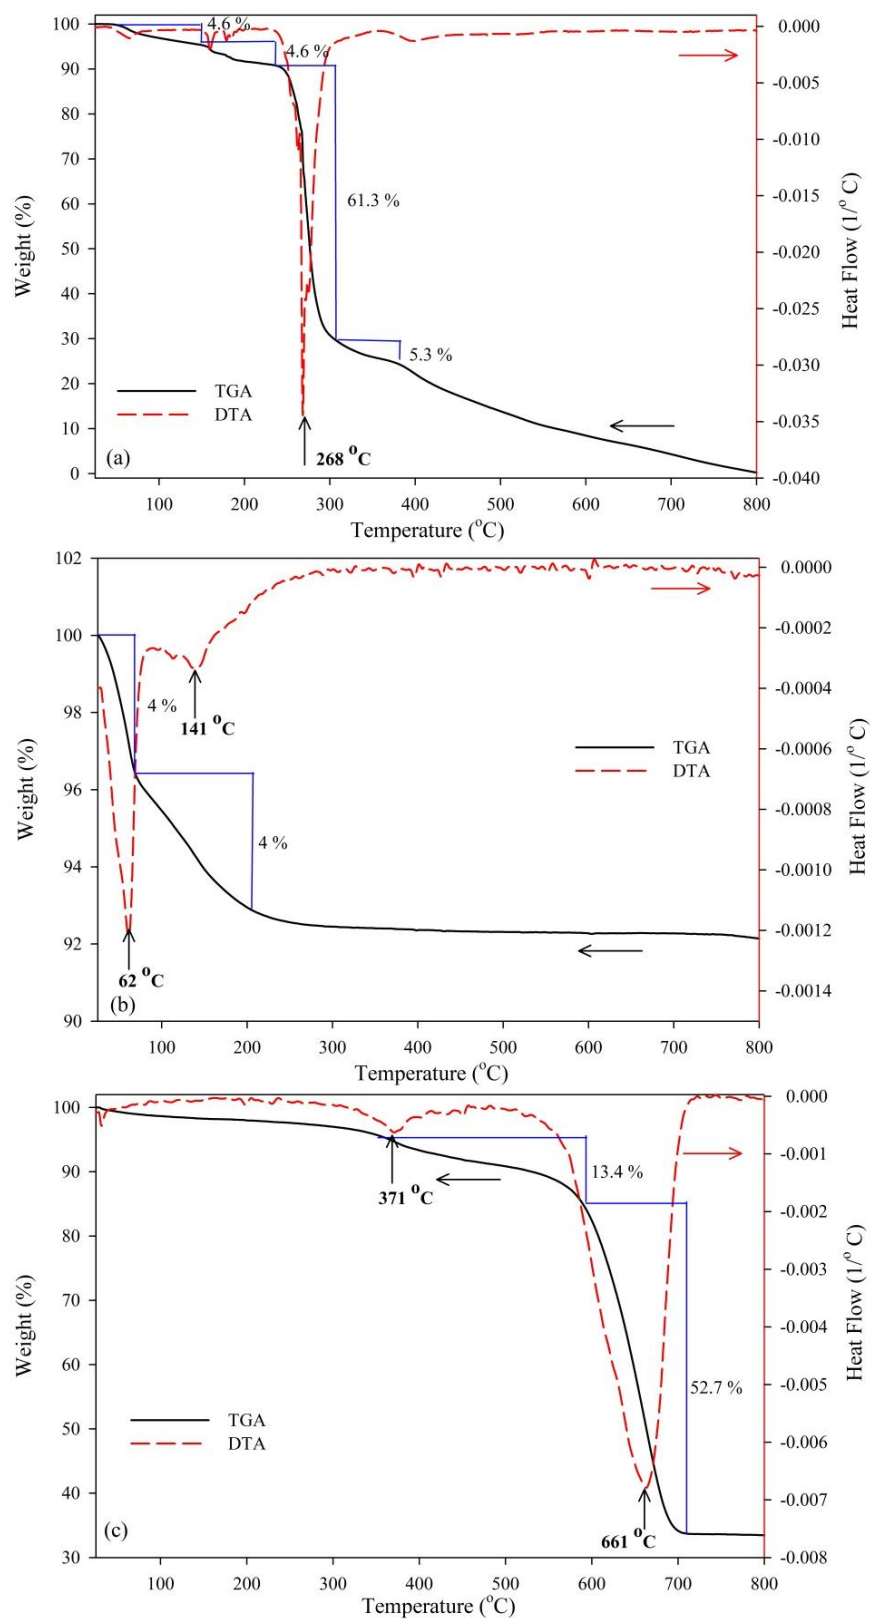 100
90
80
70
60
50
40
30
20
10
0
Weight (%)
4.6 %
4.6 %
61.3 %
5.3 %
TGA
DTA
(a)
268 °C
0.000
-0.005
-0.010
-0.015
-0.020
-0.025
-0.030
-0.035
-0.040
Heat Flow (1/° C)
100 200 300 400 500 600 700 800
Temperature (°C)
102
100
98
96
94
92
90
Weight (%)
4 %
141 °C
4 %
TGA
DTA
62 °C
(b)
0.0000
-0.0002
-0.0004
-0.0006
-0.0008
-0.0010
-0.0012
-0.0014
Heat Flow (1/° C)
100 200 300 400 500 600 700 800
Temperature (°C)
100
90
80
70
60
50
40
30
Weight (%)
371 °C
13.4 %
52.7 %
TGA
DTA
(c)
661 °C
0.000
-0.001
-0.002
-0.003
-0.004
-0.005
-0.006
-0.007
-0.008
Heat Flow (1/° C)
100 200 300 400 500 600 700 800
Temperature (°C)